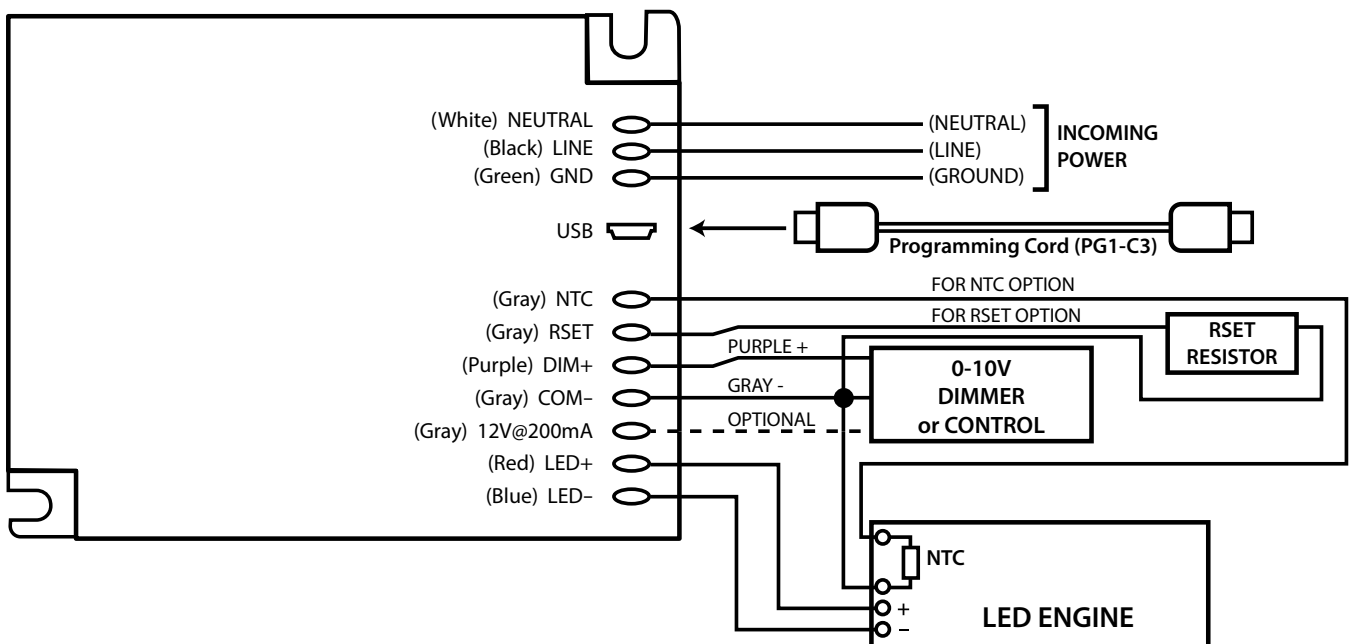 (White) NEUTRAL
(NEUTRAL)
(Black) LINE
(LINE)
(Green) GND
(GROUND)
INCOMING
POWER
USB
Programming Cord (PG1-C3)
(Gray) NTC
FOR NTC OPTION
(Gray) RSET
FOR RSET OPTION
RSET
RESISTOR
(Purple) DIM+
PURPLE +
(Gray) COM–
GRAY -
0-10V
DIMMER
or CONTROL
(Gray) 12V@200mA
OPTIONAL
(Red) LED+
(Blue) LED–
NTC
+
–
LED ENGINE